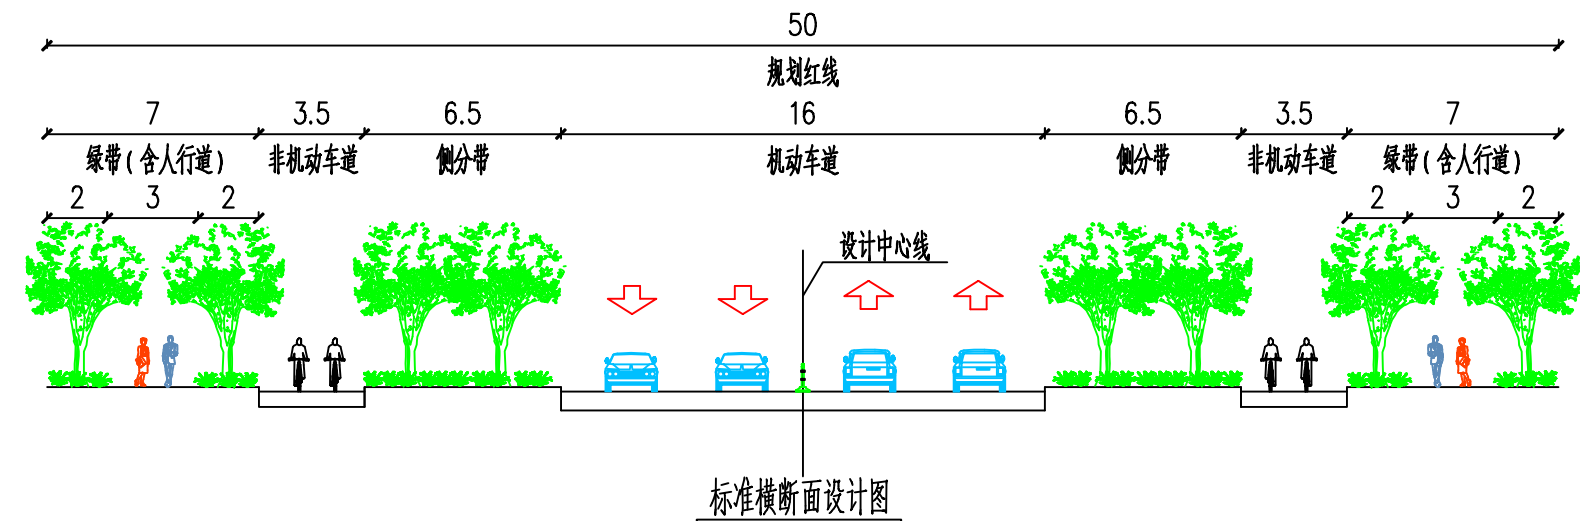 50
规划红线
7 3.5 6.5 16 6.5 3.5 7
绿带(含人行道) 非机动车道 侧分带 机动车道 侧分带 非机动车道 绿带(含人行道)
2 3 2 2 3 2
设计中心线
标准横断面设计图